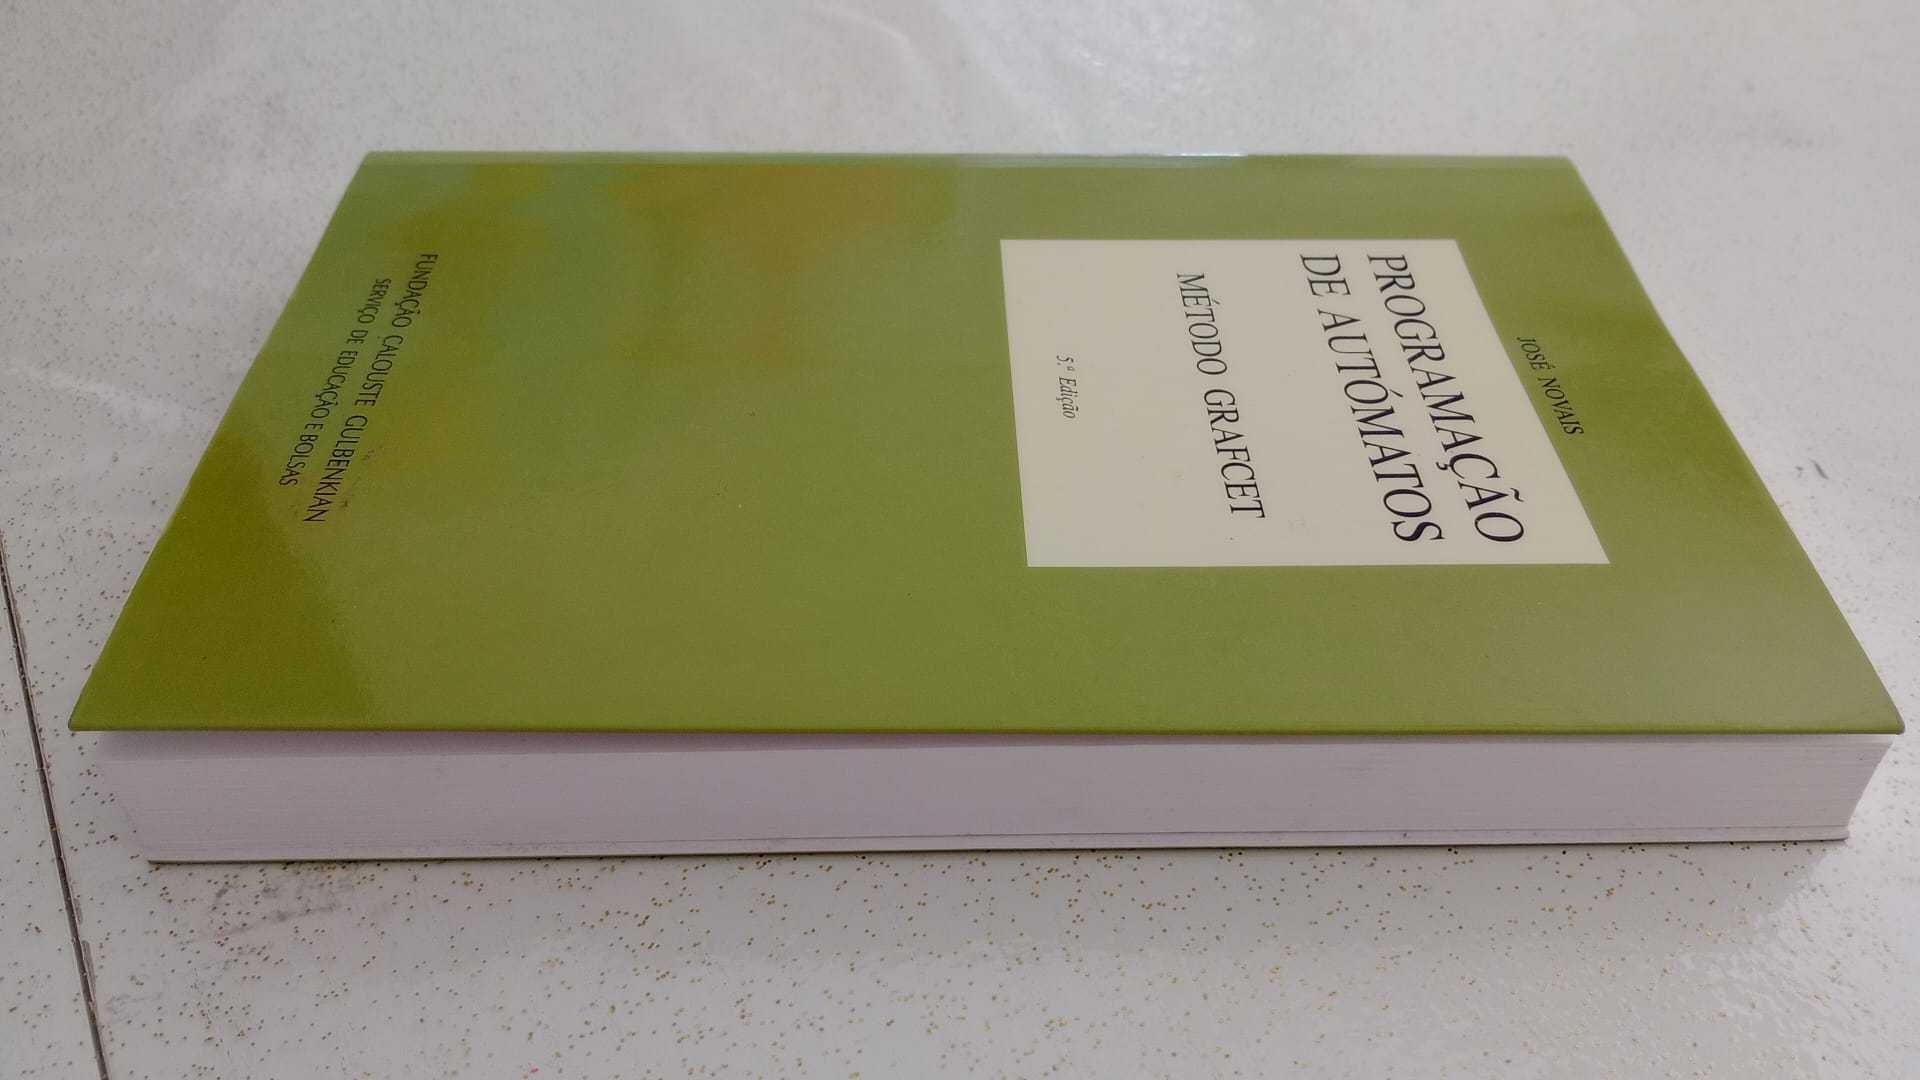 JOSÉ NOVAIS
PROGRAMAÇÃO
DE AUTÓMATOS
MÉTODO GRAFCET
5.ª Edição
FUNDAÇÃO CALOUSTE GULBENKIAN
SERVIÇO DE EDUCAÇÃO E BOLSAS